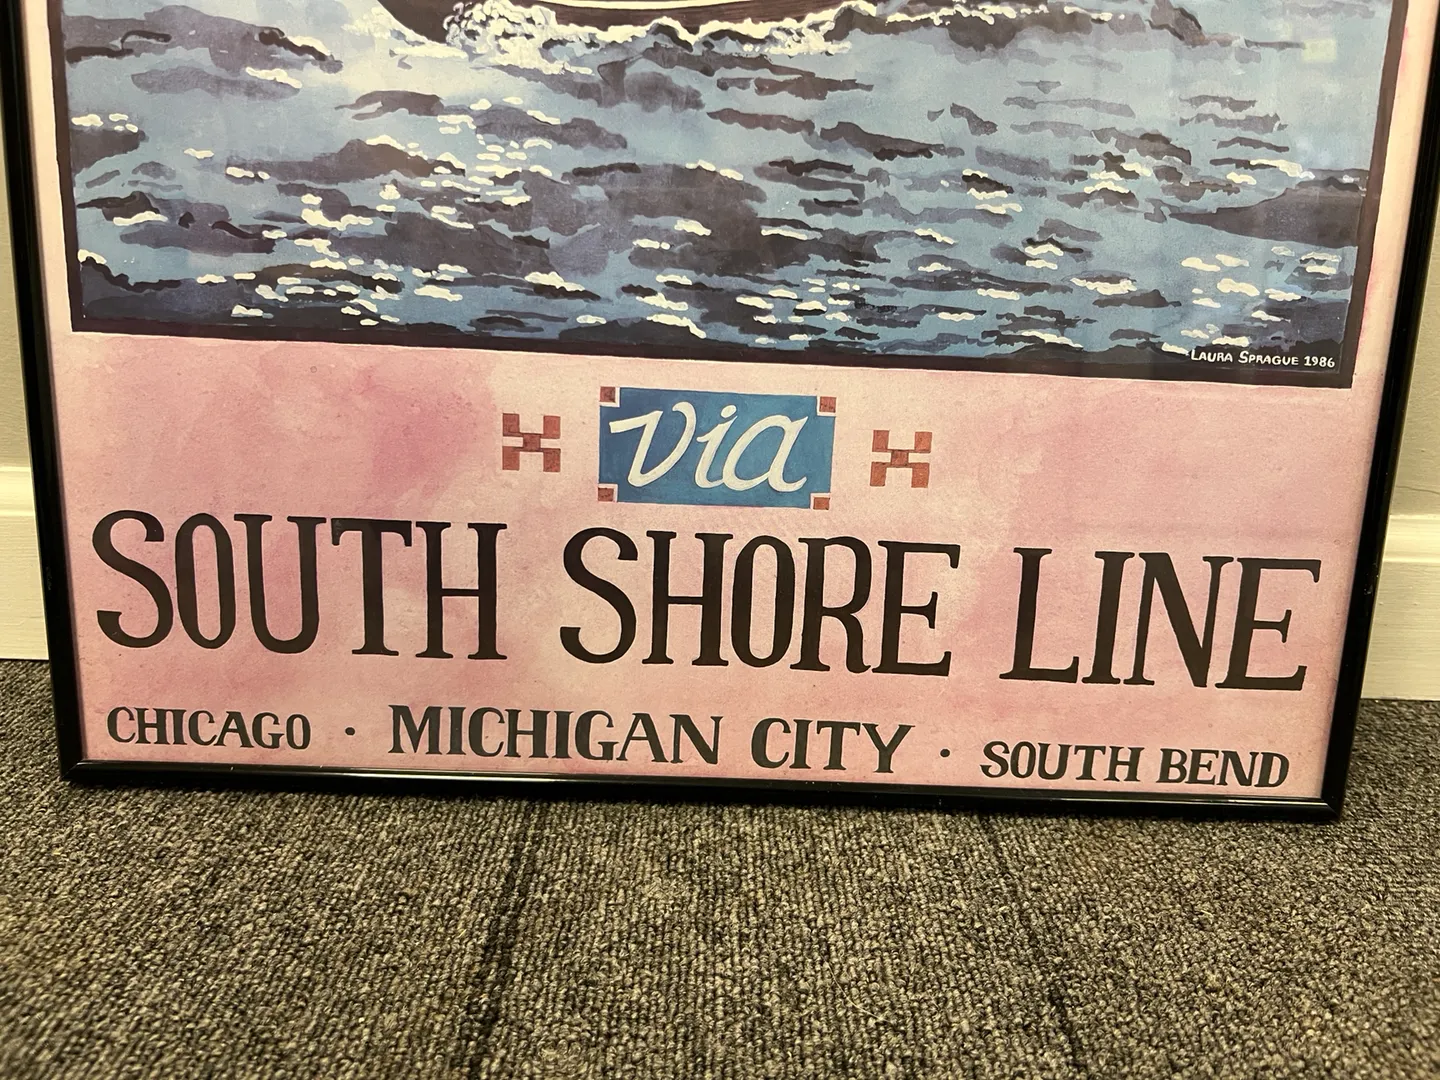 LAURA SPRAGUE 1986
via
SOUTH SHORE LINE
CHICAGO · MICHIGAN CITY · SOUTH BEND